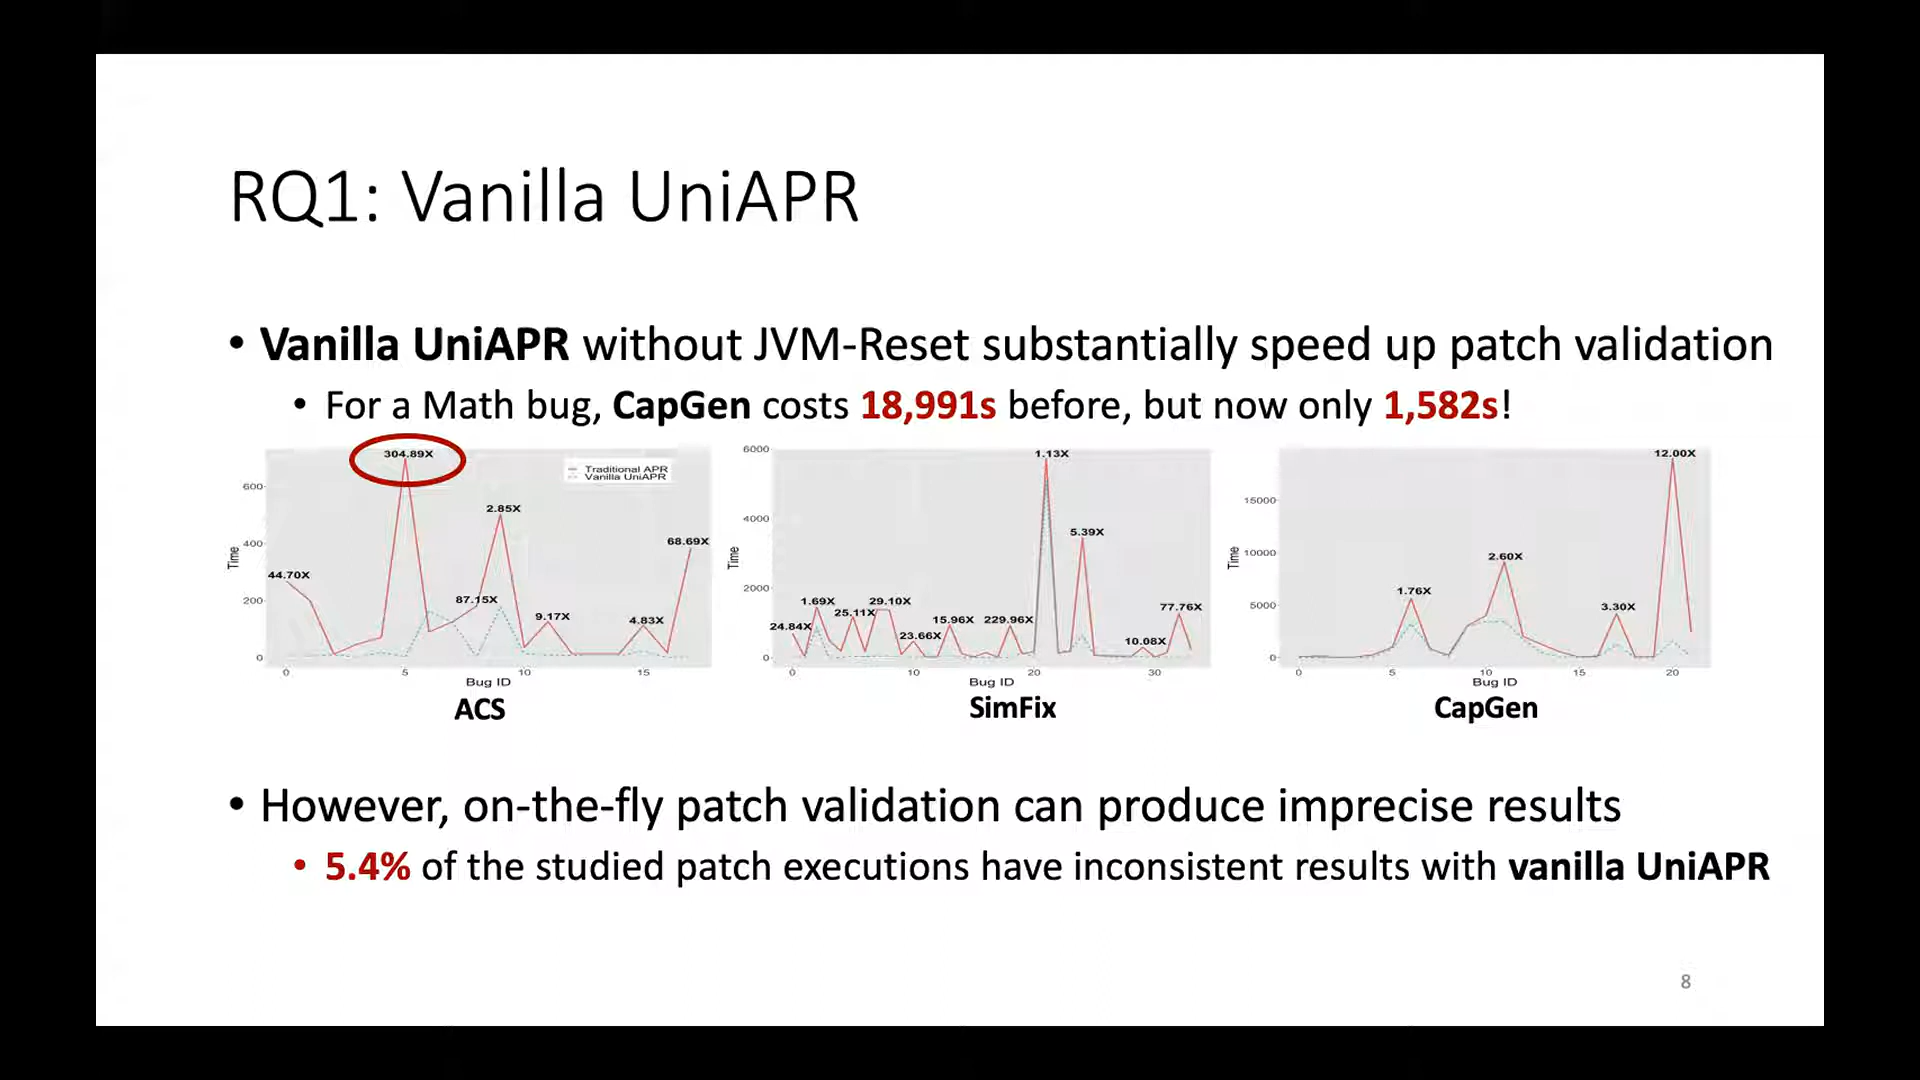 RQ1: Vanilla UniAPR
• Vanilla UniAPR without JVM-Reset substantially speed up patch validation
• For a Math bug, CapGen costs 18,991s before, but now only 1,582s!
304.89X
Traditional APR
Vanilla UniAPR
600
2.85X
400
68.69X
44.70X
87.15X
200
9.17X
4.83X
0
Time
0 5 10 15
Bug ID
ACS
6000
1.13X
4000
5.39X
2000
1.69X
29.10X
25.11X
24.84X
23.66X
15.96X
229.96X
10.08X
77.76X
0
Time
0 10 20 30
Bug ID
SimFix
12.00X
15000
10000
2.60X
5000
1.76X
3.30X
0
Time
0 5 10 15 20
Bug ID
CapGen
• However, on-the-fly patch validation can produce imprecise results
• 5.4% of the studied patch executions have inconsistent results with vanilla UniAPR
8